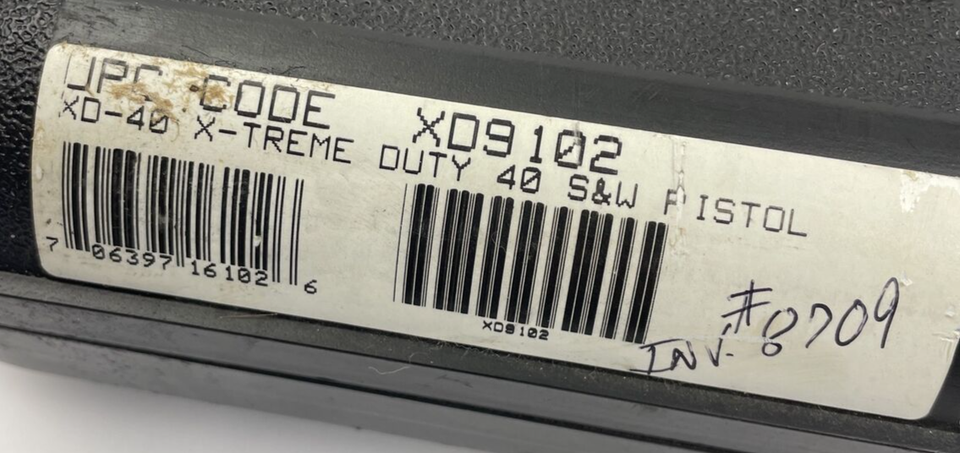 UPC CODE XD9102
XD-40 X-TREME DUTY 40 S&W PISTOL
7 06397 16102 6
XD9102
INV. #8709